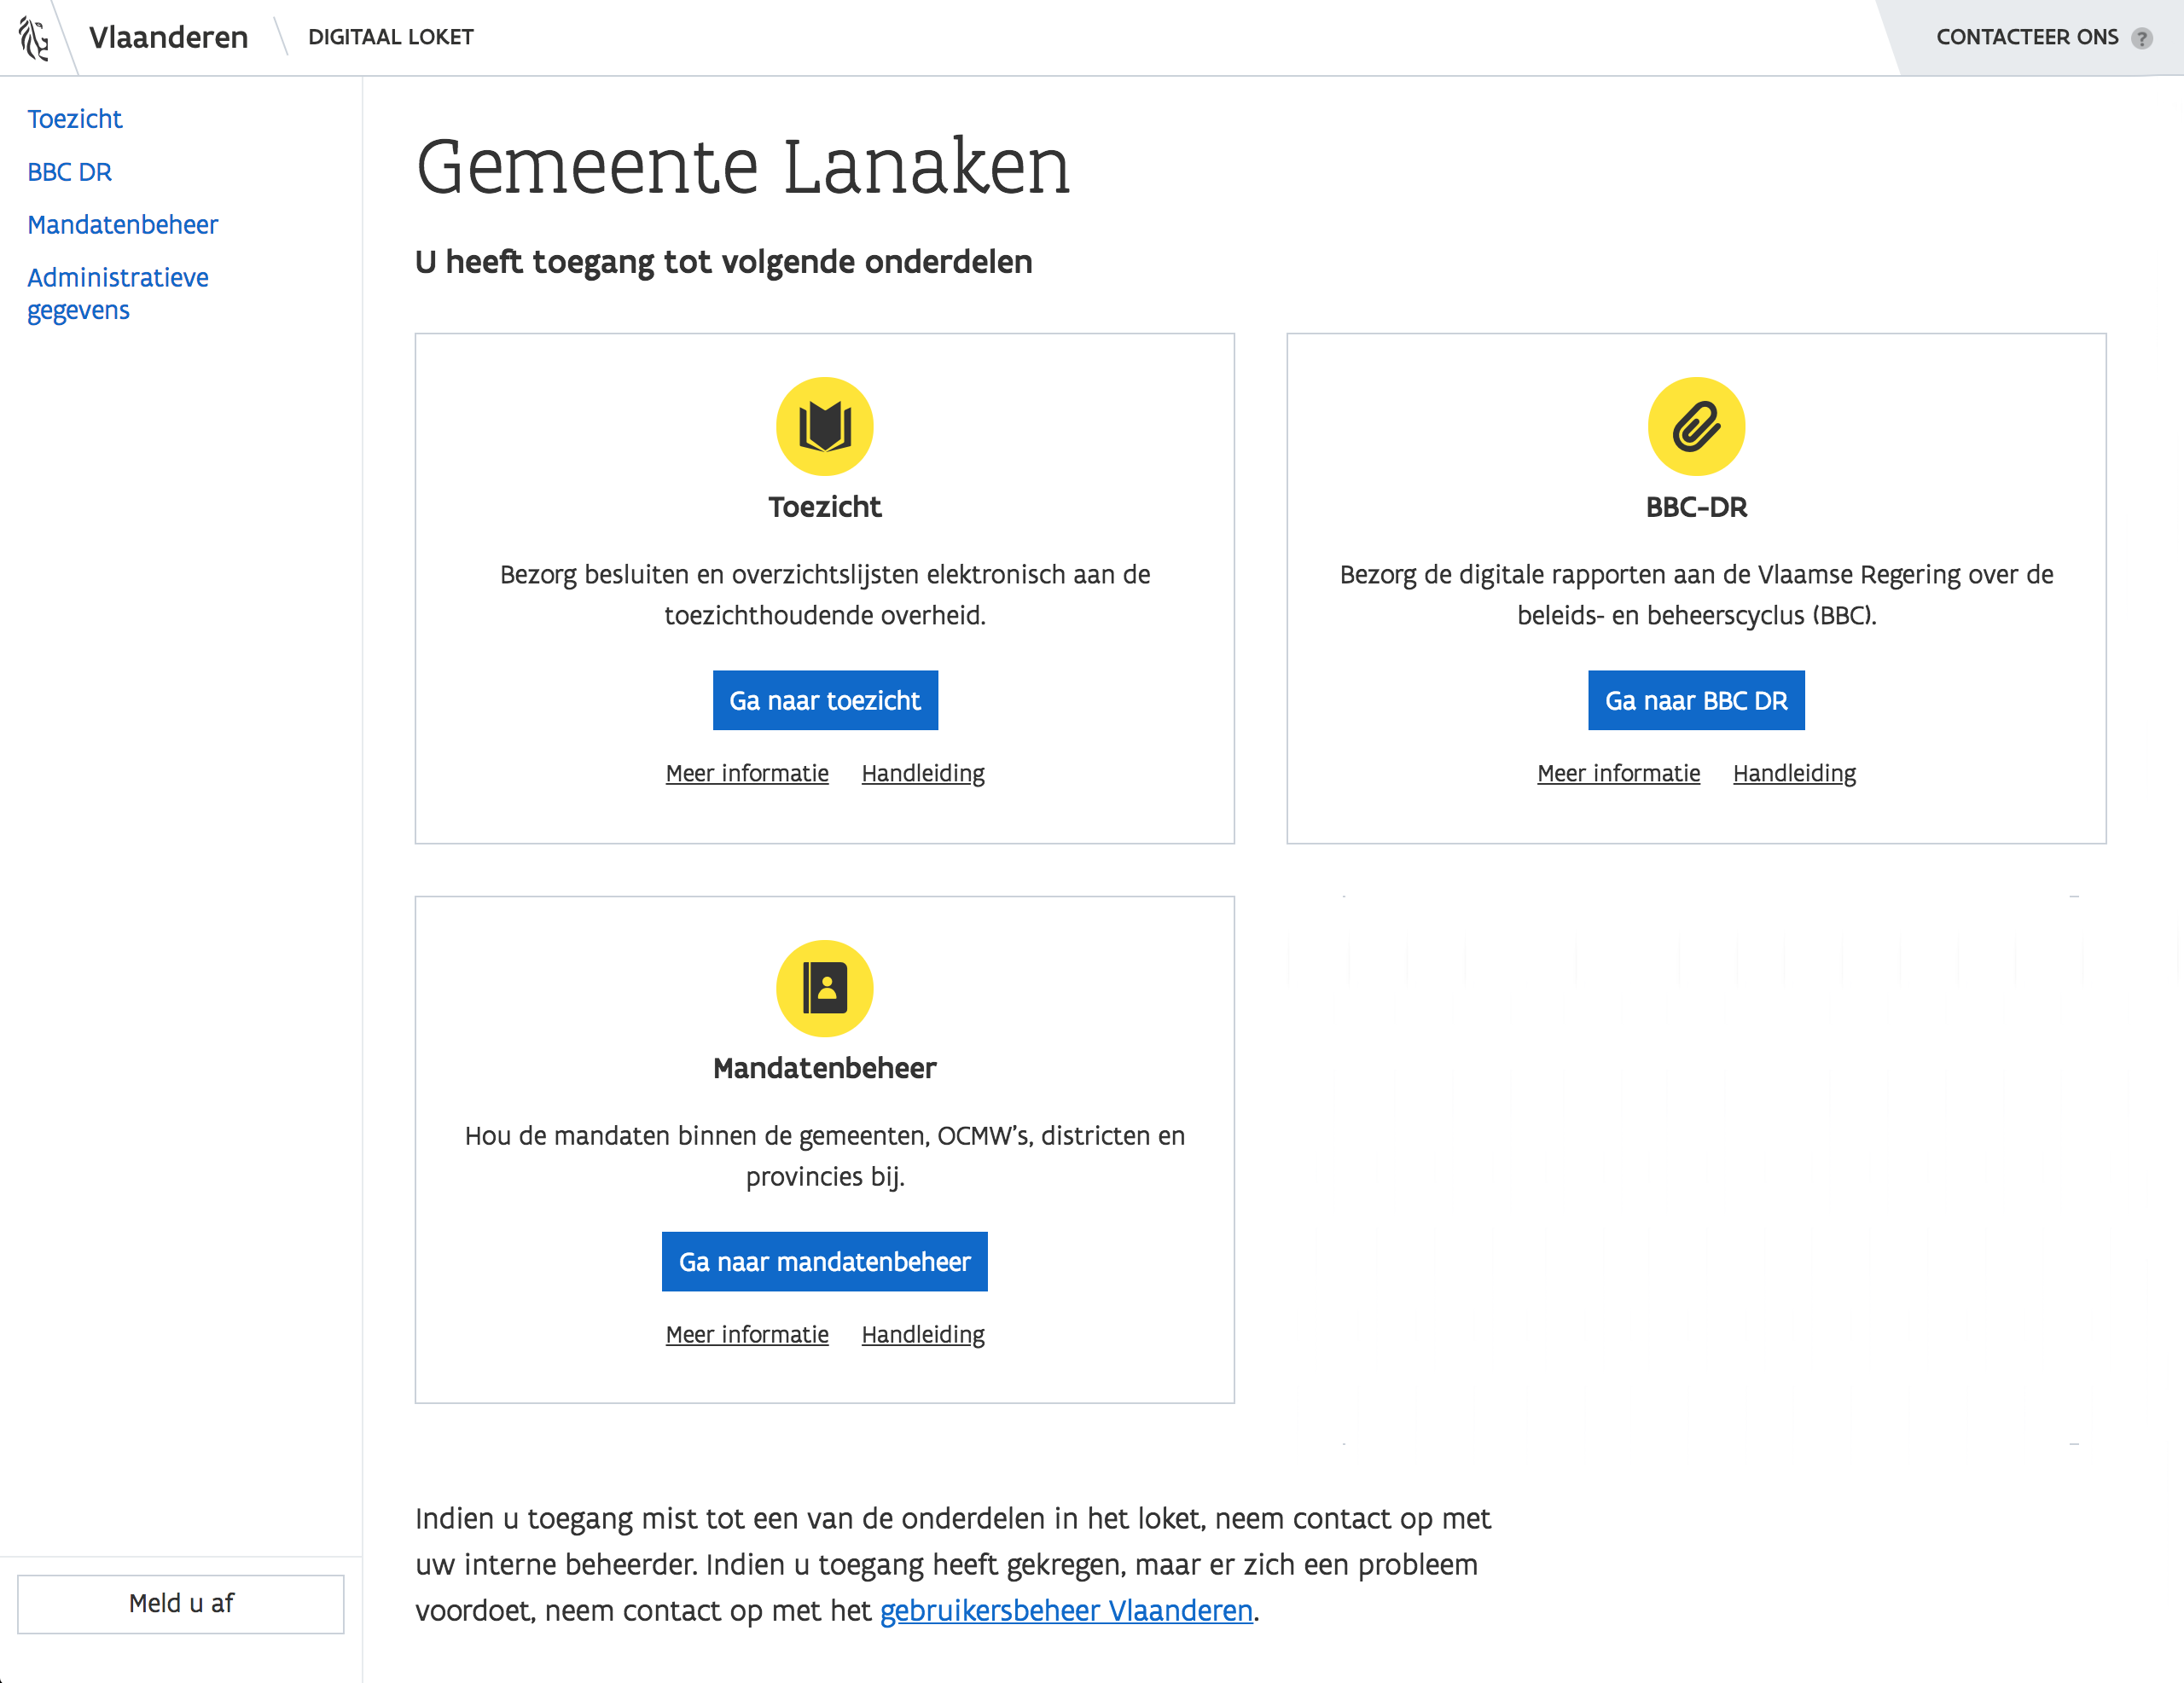 Vlaanderen
DIGITAAL LOKET
CONTACTEER ONS ?
Toezicht
BBC DR
Mandatenbeheer
Administratieve
gegevens
Gemeente Lanaken
U heeft toegang tot volgende onderdelen
Toezicht
Bezorg besluiten en overzichtslijsten elektronisch aan de
toezichthoudende overheid.
Ga naar toezicht
Meer informatie Handleiding
BBC-DR
Bezorg de digitale rapporten aan de Vlaamse Regering over de
beleids- en beheerscyclus (BBC).
Ga naar BBC DR
Meer informatie Handleiding
Mandatenbeheer
Hou de mandaten binnen de gemeenten, OCMW's, districten en
provincies bij.
Ga naar mandatenbeheer
Meer informatie Handleiding
Indien u toegang mist tot een van de onderdelen in het loket, neem contact op met
uw interne beheerder. Indien u toegang heeft gekregen, maar er zich een probleem
voordoet, neem contact op met het gebruikersbeheer Vlaanderen.
Meld u af